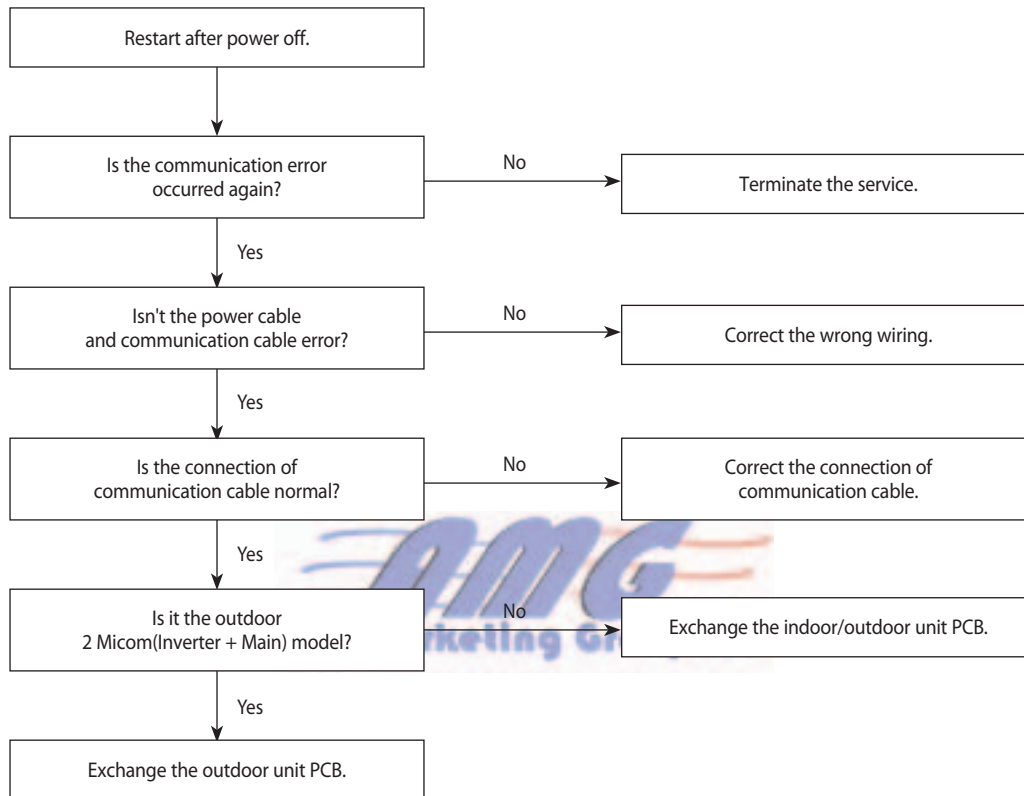 Restart after power off.
Is the communication error
occurred again?
No
Terminate the service.
Yes
Isn't the power cable
and communication cable error?
No
Correct the wrong wiring.
Yes
Is the connection of
communication cable normal?
No
Correct the connection of
communication cable.
Yes
AMG
Is it the outdoor
2 Micom(Inverter + Main) model?
No
Exchange the indoor/outdoor unit PCB.
Yes
Exchange the outdoor unit PCB.